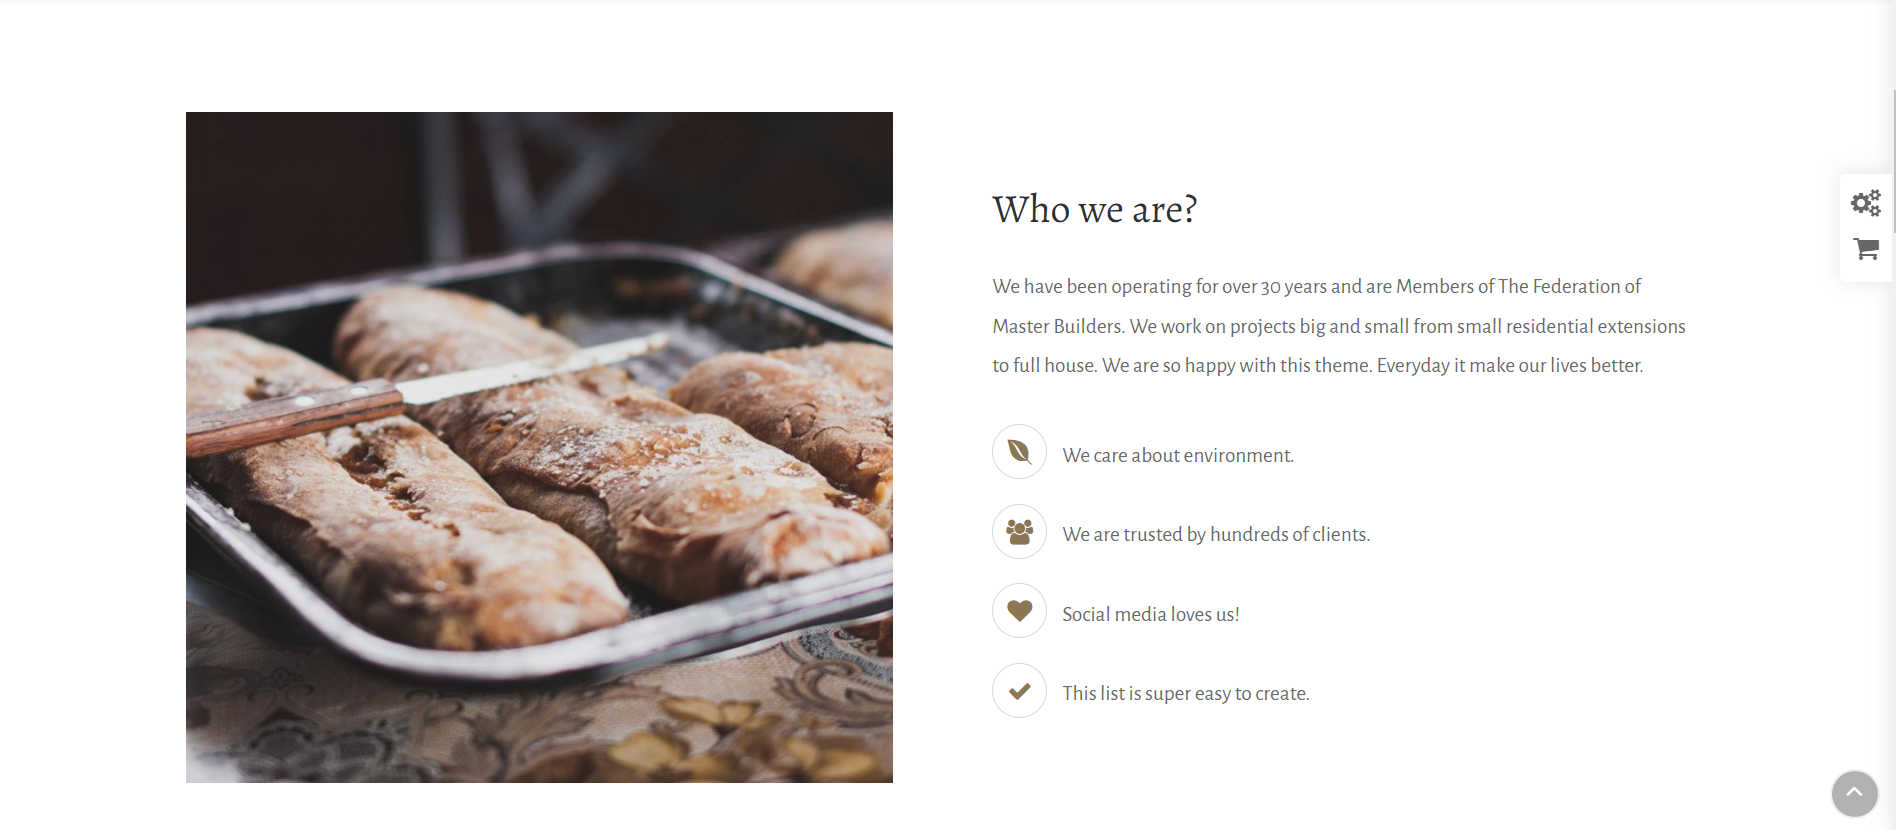 Who we are?
We have been operating for over 30 years and are Members of The Federation of
Master Builders. We work on projects big and small from small residential extensions
to full house. We are so happy with this theme. Everyday it make our lives better.
We care about environment.
We are trusted by hundreds of clients.
Social media loves us!
This list is super easy to create.